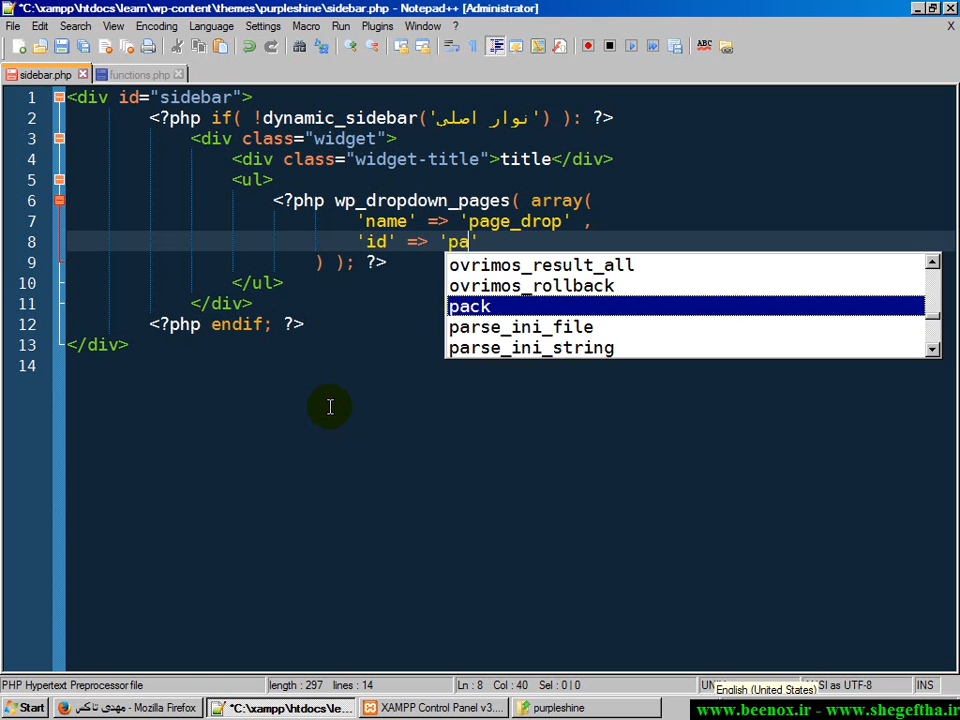 *C:\xampp\htdocs\learn\wp-content\themes\purpleshine\sidebar.php - Notepad++ [Administrator]
File Edit Search View Encoding Language Settings Macro Run Plugins Window ? X
ABC
sidebar.php functions.php
1 <div id="sidebar">
2 <?php if( !dynamic_sidebar('نوار اصلی') ): ?>
3 <div class="widget">
4 <div class="widget-title">title</div>
5 <ul>
6 <?php wp_dropdown_pages( array(
7 'name' => 'page_drop' ,
8 'id' => 'pa'
9 ) ); ?>
10 </ul>
11 </div>
12 <?php endif; ?>
13 </div>
14
ovrimos_result_all
ovrimos_rollback
pack
parse_ini_file
parse_ini_string
PHP Hypertext Preprocessor file length : 297 lines : 14 Ln : 8 Col : 40 Sel : 0 | 0 ANSI as UTF-8 INS
English (United States)
Start مهدی تاکس - Mozilla Firefox *C:\xampp\htdocs\le... XAMPP Control Panel v3.... purpleshine
www.beenox.ir - www.shegeftha.ir